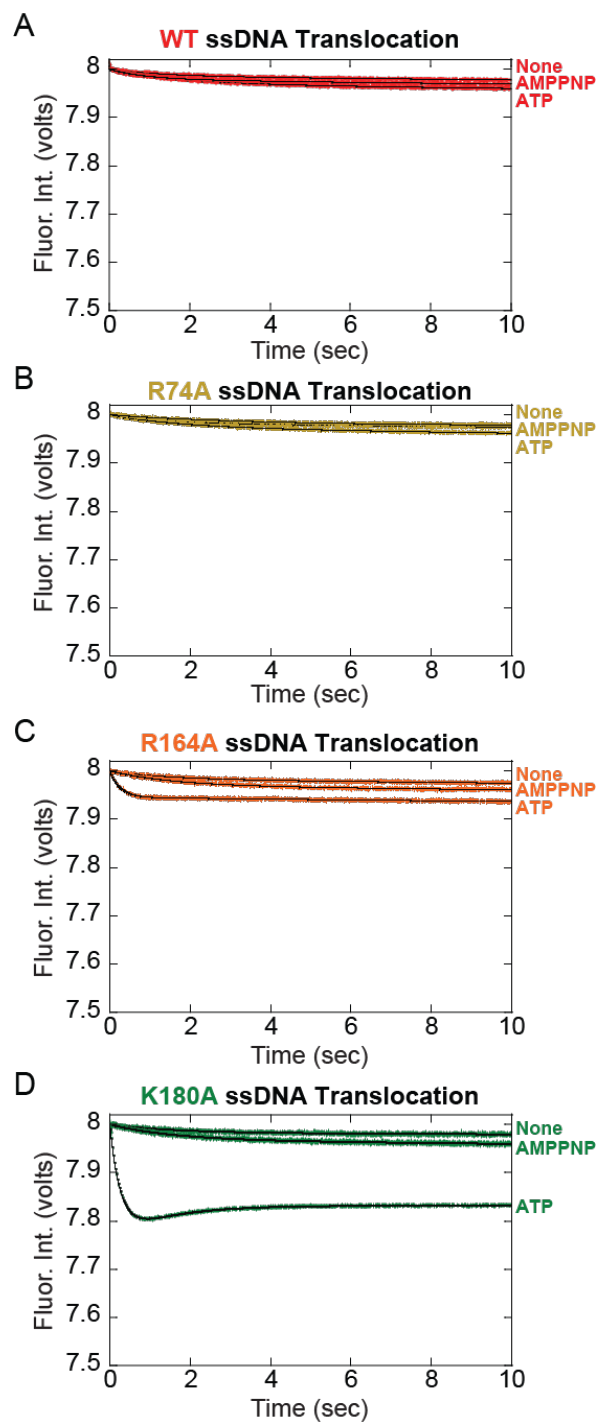 A
WT ssDNA Translocation
8
7.9
7.8
7.7
7.6
7.5
Fluor. Int. (volts)
None
AMPPNP
ATP
0 2 4 6 8 10
Time (sec)
B
R74A ssDNA Translocation
8
7.9
7.8
7.7
7.6
7.5
Fluor. Int. (volts)
None
AMPPNP
ATP
0 2 4 6 8 10
Time (sec)
C
R164A ssDNA Translocation
8
7.9
7.8
7.7
7.6
7.5
Fluor. Int. (volts)
None
AMPPNP
ATP
0 2 4 6 8 10
Time (sec)
D
K180A ssDNA Translocation
8
7.9
7.8
7.7
7.6
7.5
Fluor. Int. (volts)
None
AMPPNP
ATP
0 2 4 6 8 10
Time (sec)